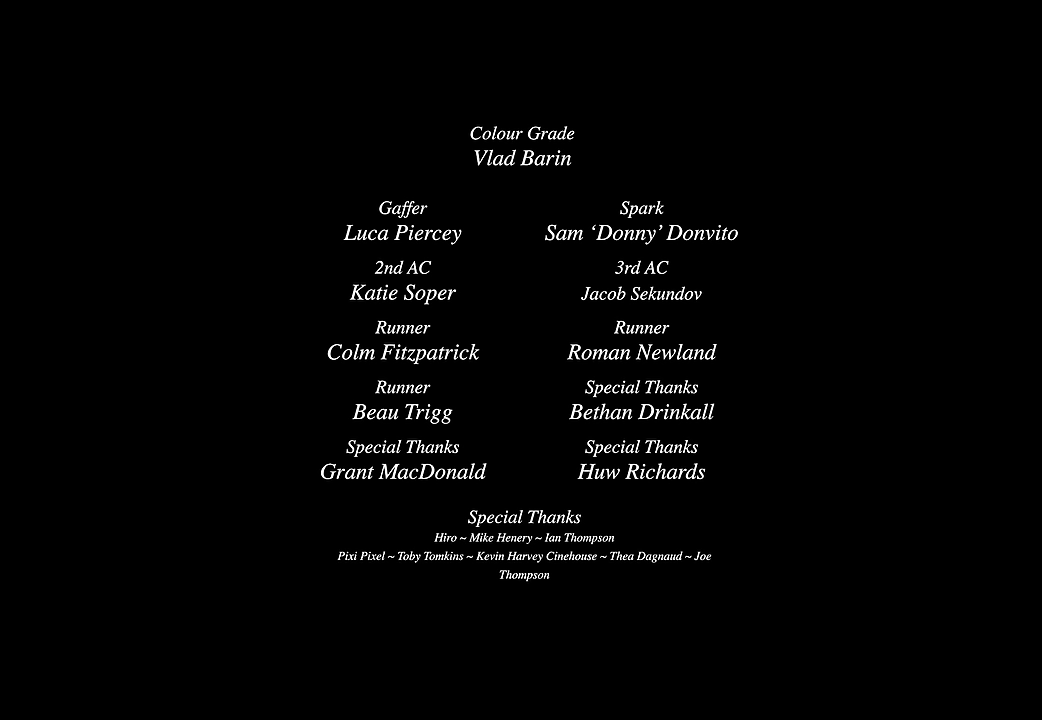 Colour Grade
Vlad Barin
Gaffer
Luca Piercey
Spark
Sam ‘Donny’ Donvito
2nd AC
Katie Soper
3rd AC
Jacob Sekundov
Runner
Colm Fitzpatrick
Runner
Roman Newland
Runner
Beau Trigg
Special Thanks
Bethan Drinkall
Special Thanks
Grant MacDonald
Special Thanks
Huw Richards
Special Thanks
Hiro ~ Mike Henery ~ Ian Thompson
Pixi Pixel ~ Toby Tomkins ~ Kevin Harvey Cinehouse ~ Thea Dagnaud ~ Joe
Thompson